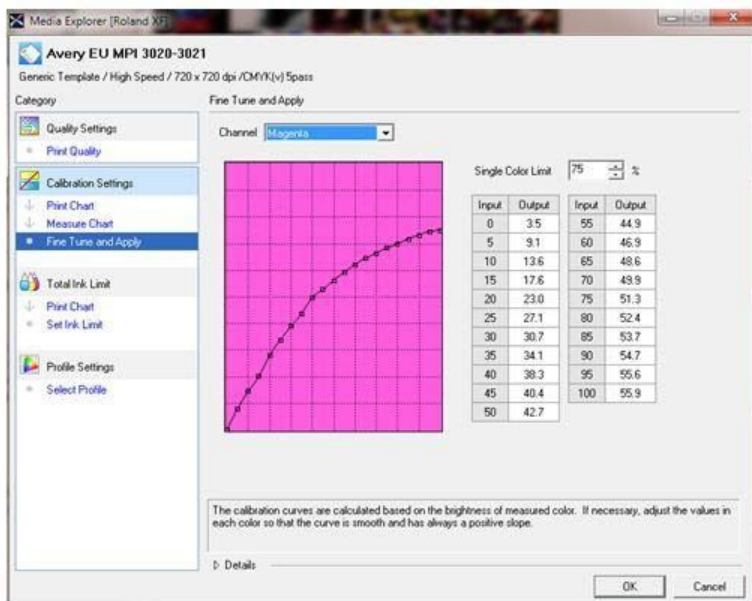 Media Explorer [Roland XF]
Avery EU MPI 3020-3021
Generic Template / High Speed / 720 x 720 dpi /CMYK(v) 5pass
Category
Quality Settings
Print Quality
Calibration Settings
Print Chart
Measure Chart
Fine Tune and Apply
Total Ink Limit
Print Chart
Set Ink Limit
Profile Settings
Select Profile
Fine Tune and Apply
Channel Magenta
Single Color Limit 75 %
Input Output Input Output
0 3.5 55 44.9
5 9.1 60 46.9
10 13.6 65 48.6
15 17.6 70 49.9
20 23.0 75 51.3
25 27.1 80 52.4
30 30.7 85 53.7
35 34.1 90 54.7
40 38.3 95 55.6
45 40.4 100 55.9
50 42.7
The calibration curves are calculated based on the brightness of measured color. If necessary, adjust the values in
each color so that the curve is smooth and has always a positive slope.
Details
OK Cancel